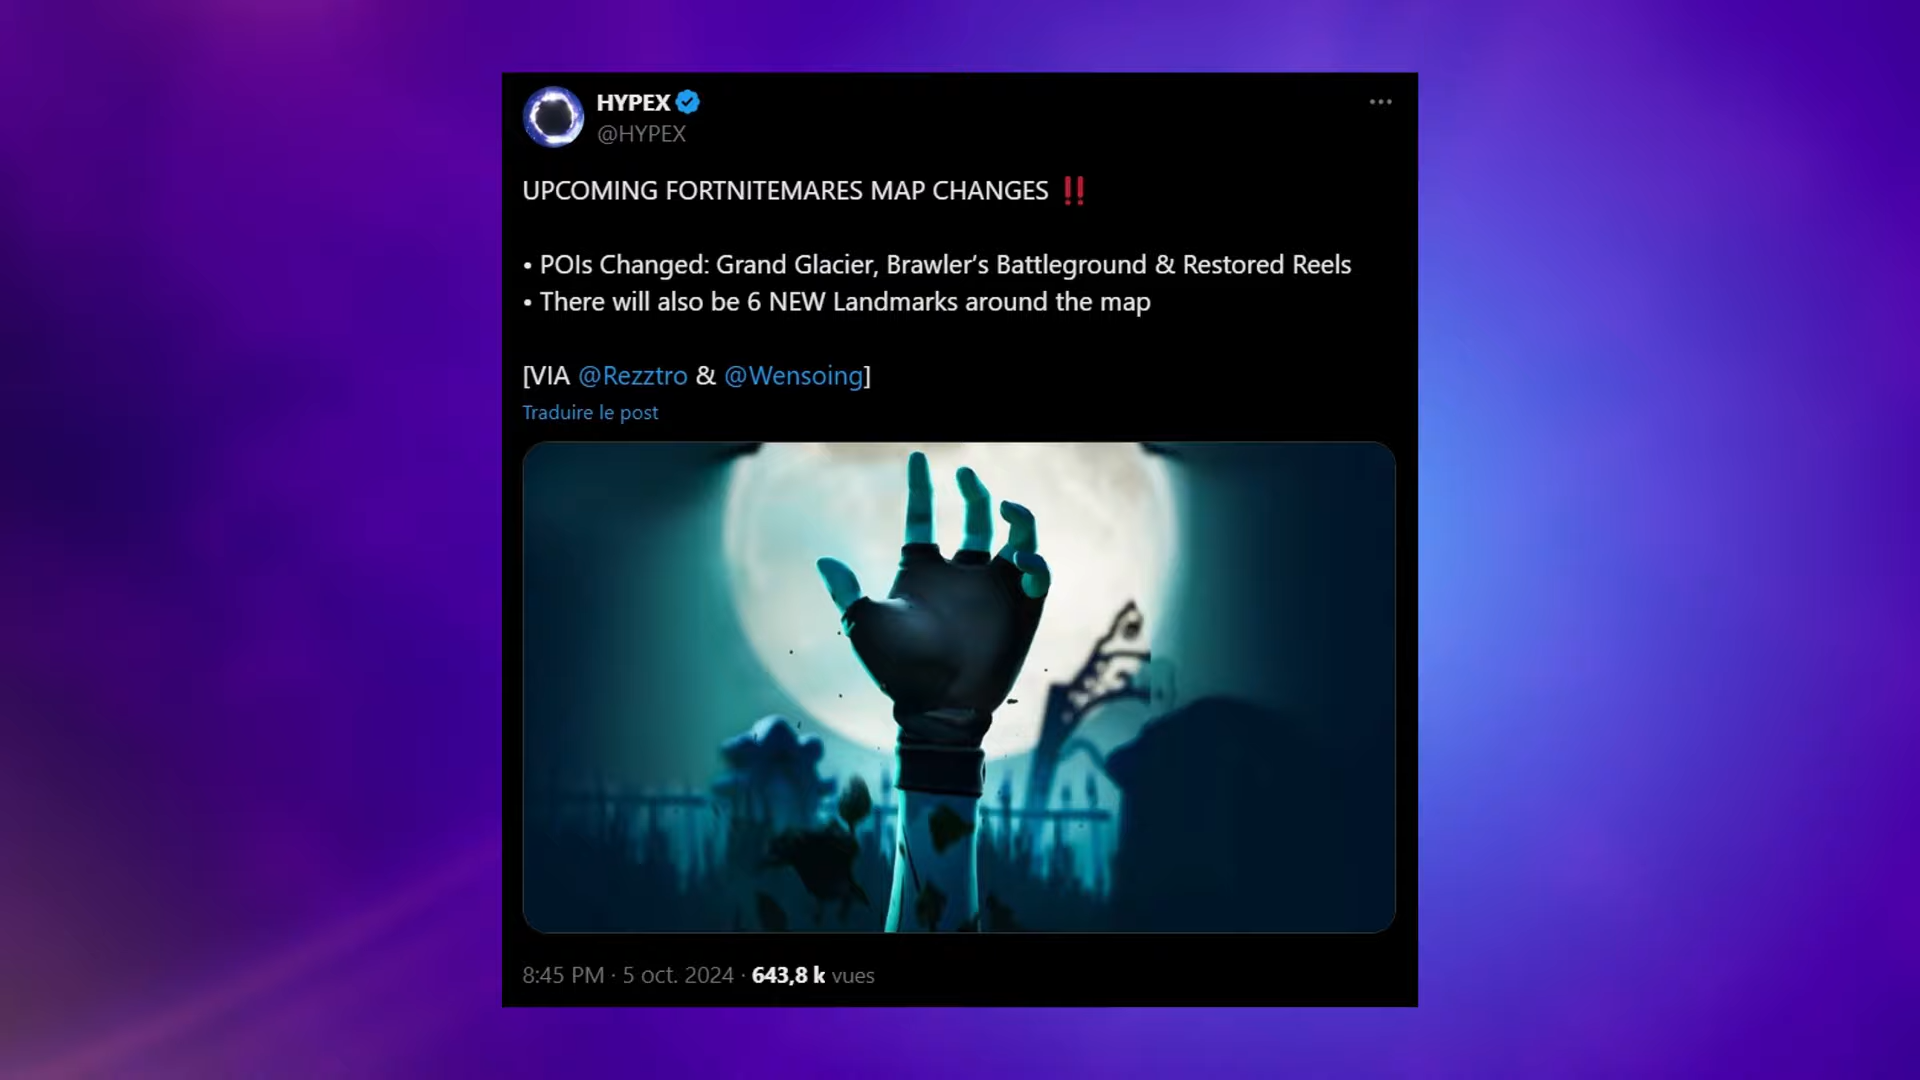 HYPEX
@HYPEX
UPCOMING FORTNITEMARES MAP CHANGES ‼️
• POIs Changed: Grand Glacier, Brawler’s Battleground & Restored Reels
• There will also be 6 NEW Landmarks around the map
[VIA @Rezztro & @Wensoing]
Traduire le post
8:45 PM · 5 oct. 2024 · 643,8 k vues